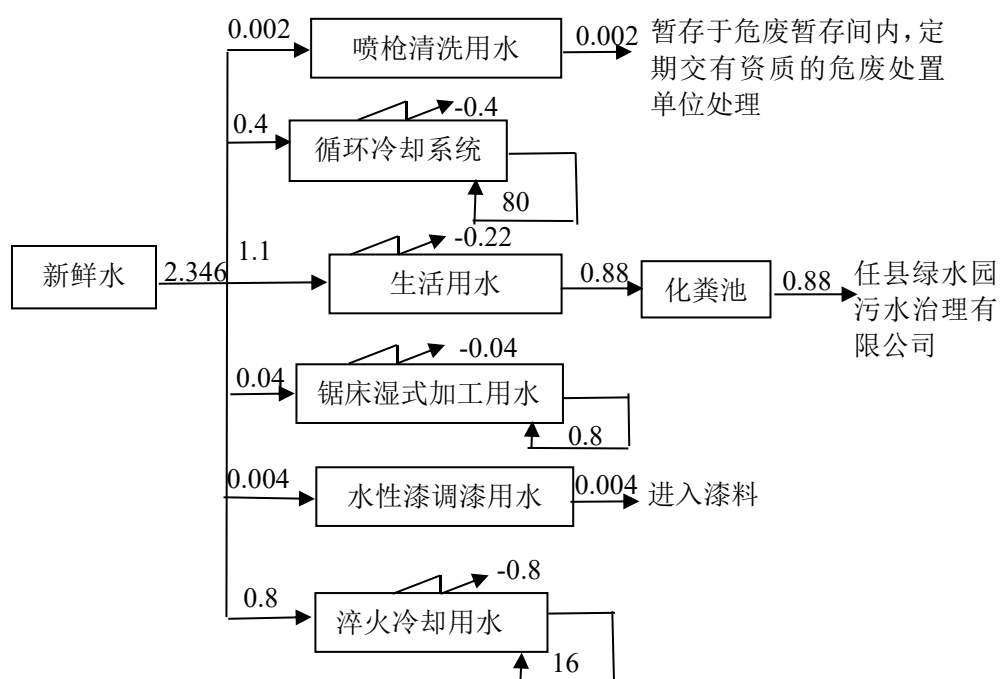 0.002
喷枪清洗用水
0.002
暂存于危废暂存间内，定
期交有资质的危废处置
单位处理
0.4
-0.4
循环冷却系统
80
新鲜水
2.346
1.1
-0.22
生活用水
0.88
化粪池
0.88
任县绿水园
污水治理有
限公司
0.04
-0.04
锯床湿式加工用水
0.8
0.004
水性漆调漆用水
0.004
进入漆料
0.8
-0.8
淬火冷却用水
16